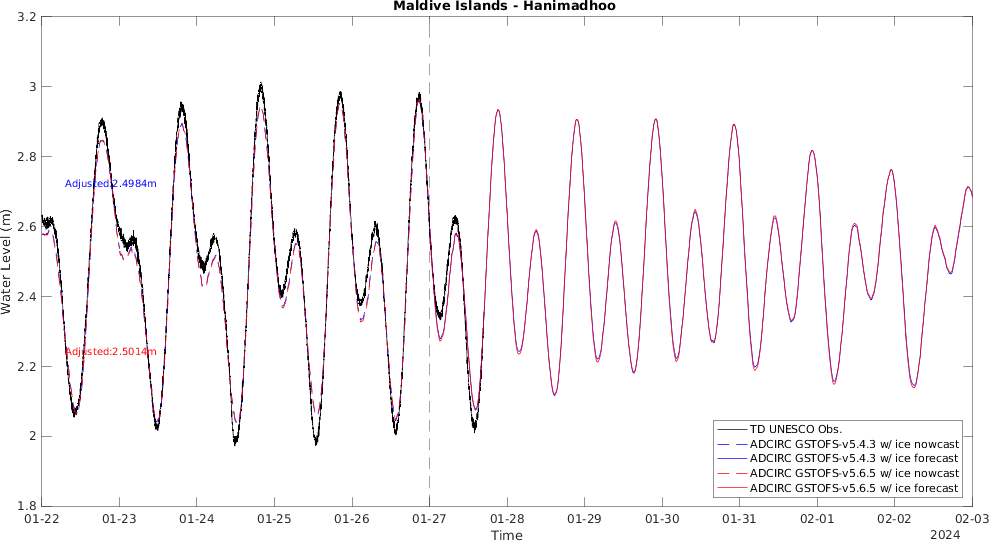 Maldive Islands - Hanimadhoo
3.2
3
2.8
2.6
2.4
2.2
2
1.8
Water Level (m)
Adjusted:2.4984m
Adjusted:2.5014m
TD UNESCO Obs.
ADCIRC GSTOFS-v5.4.3 w/ ice nowcast
ADCIRC GSTOFS-v5.4.3 w/ ice forecast
ADCIRC GSTOFS-v5.6.5 w/ ice nowcast
ADCIRC GSTOFS-v5.6.5 w/ ice forecast
01-22 01-23 01-24 01-25 01-26 01-27 01-28 01-29 01-30 01-31 02-01 02-02 02-03
Time
2024